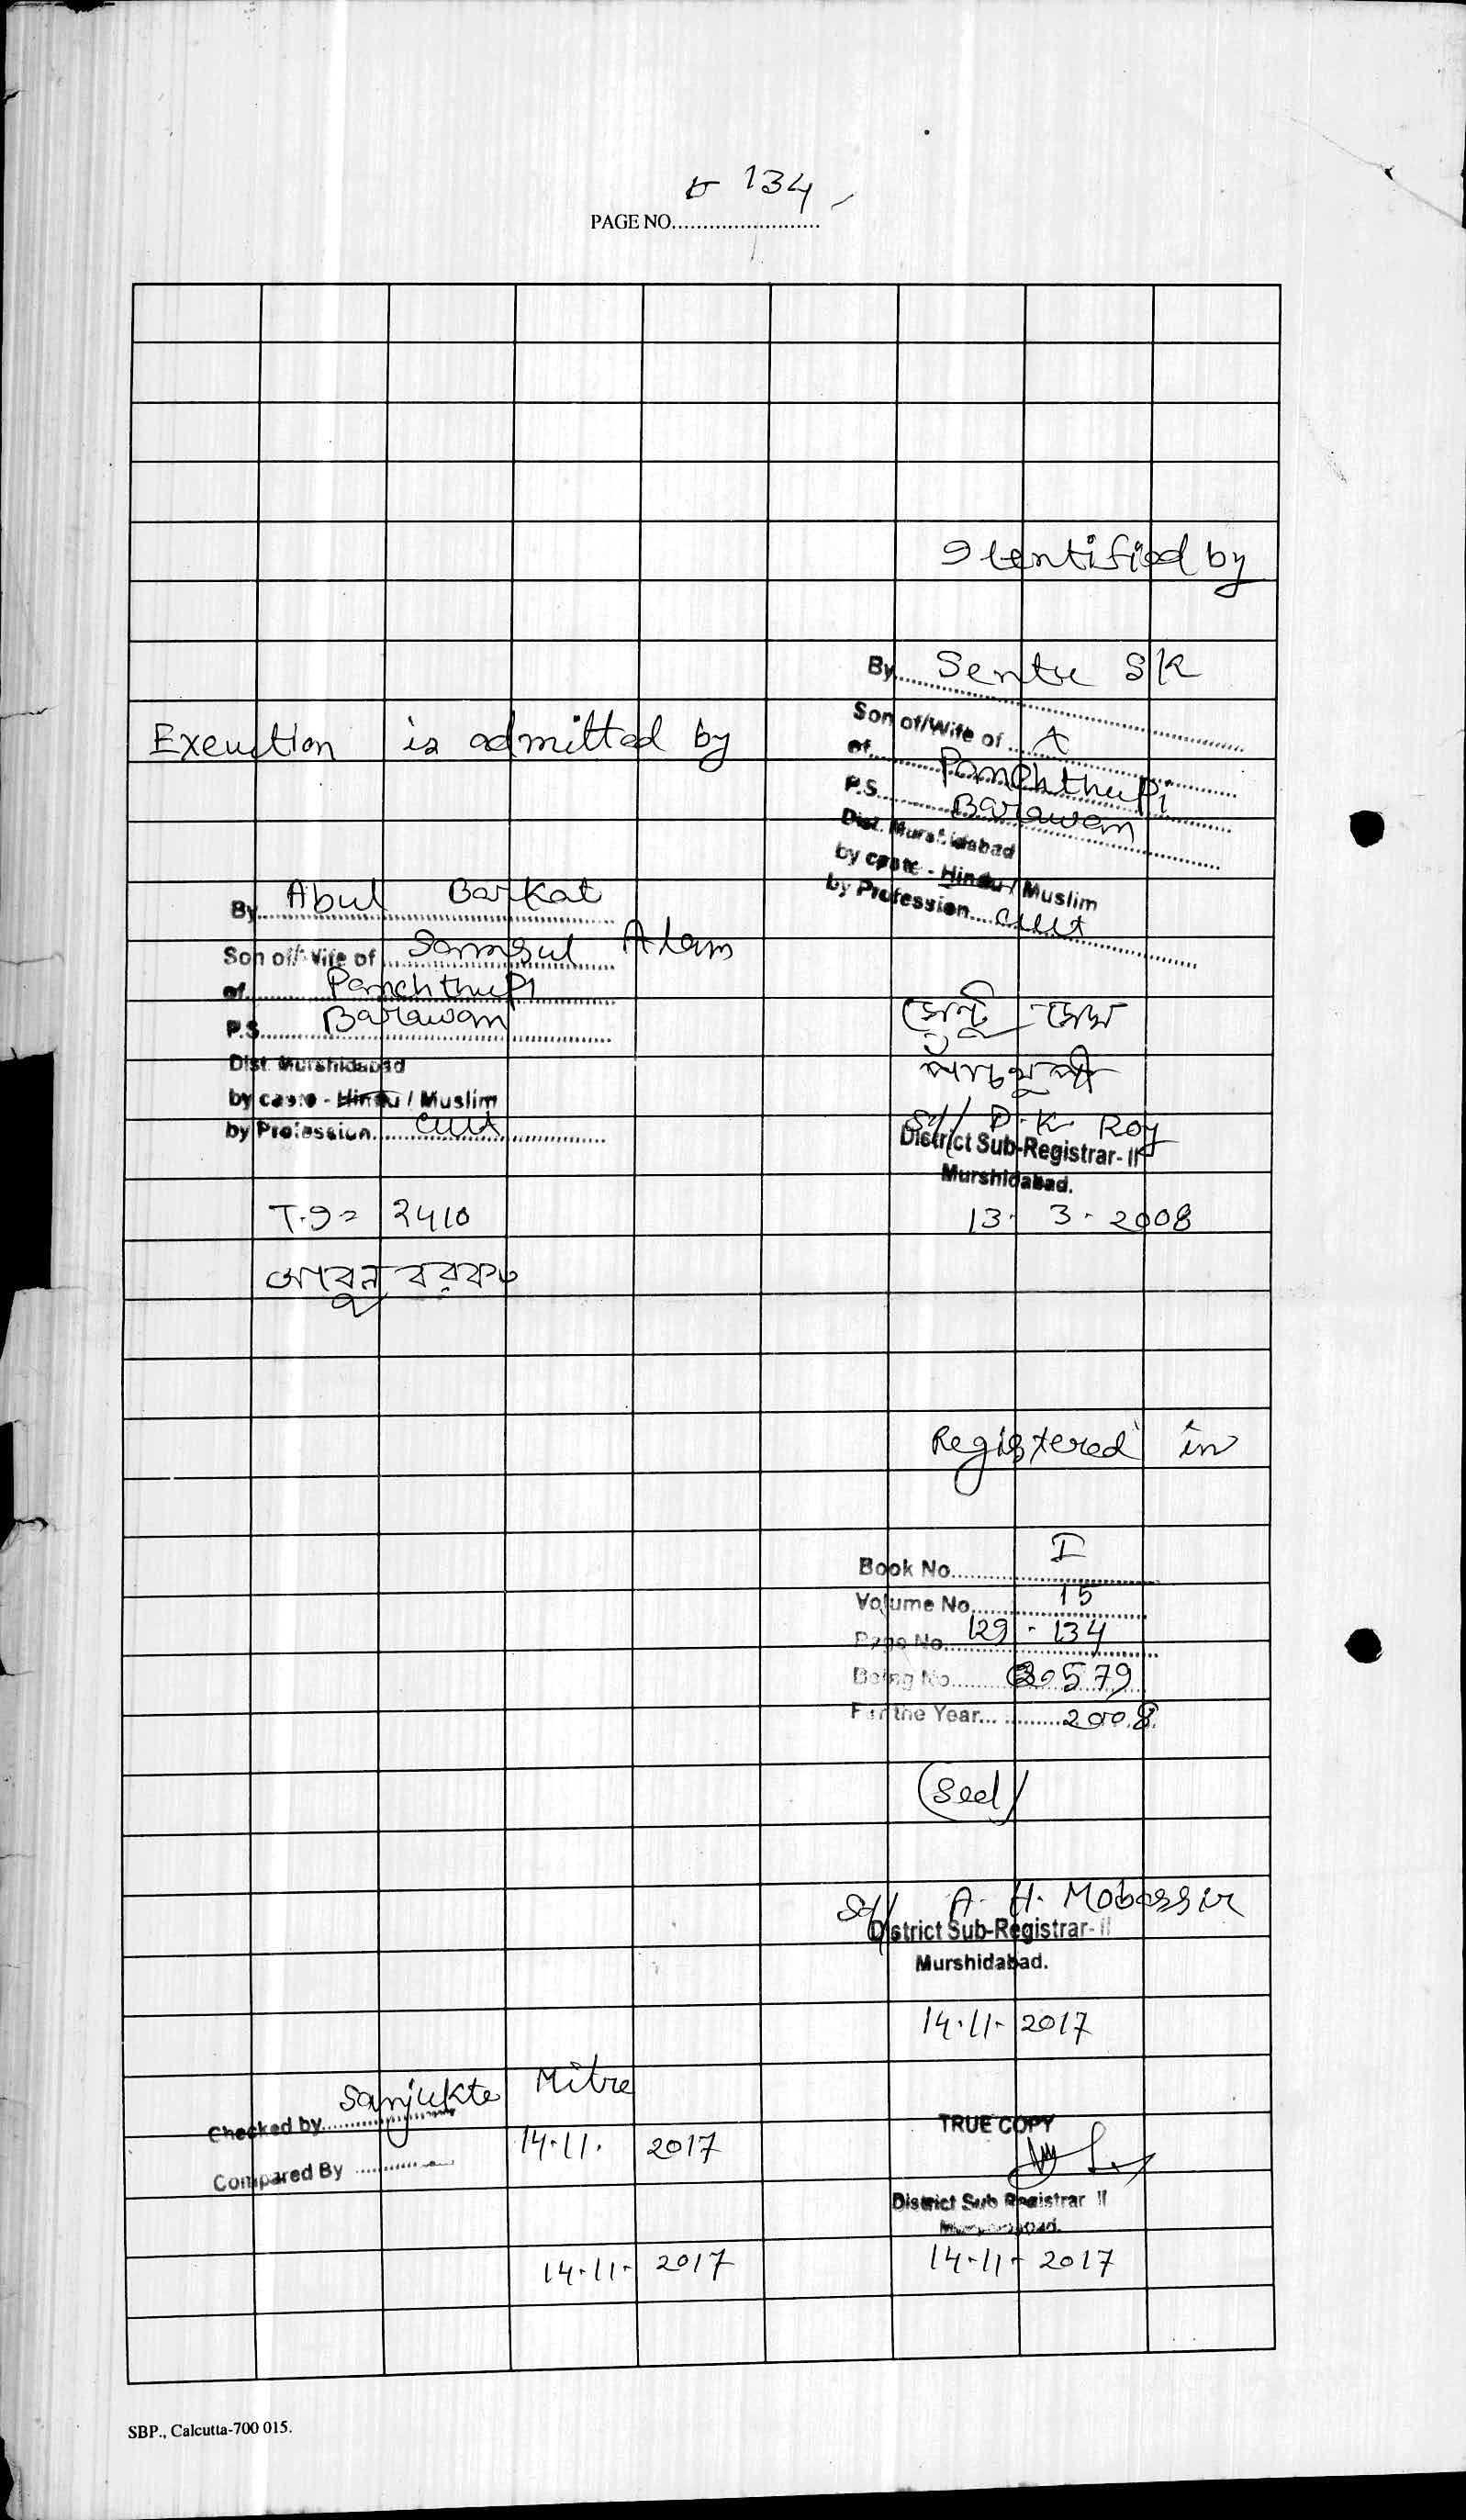 134
PAGE NO..........................
Identified by
By Sentu SK
Son of/Wife of X
of Panchthupi
P.S. Barawan
Dist. Murshidabad
by caste - Hindu / Muslim
by Profession cult
Execution is admitted by
By Abul Barkat
Son of/Wife of Samsul Alam
of Panchthupi
P.S. Barawan
Dist. Murshidabad
by caste - Hindu / Muslim
by Profession cult
2410
আবুল বরকত
সেন্টু সেখ
পাঁচথুপী
Sd/ D.K. Roy
District Sub-Registrar-II
Murshidabad.
13. 3. 2008
Registered in
Book No. I
Volume No. 15
Page No. 129 - 134
Being No. 579
For the Year 2008.
(Seal)
Sd/ A. H. Mobassir
District Sub-Registrar-II
Murshidabad.
14.11.2017
Checked by Sanjukta Mitra
14.11.2017
Compared By
14.11.2017
TRUE COPY
District Sub Registrar II
Murshidabad.
14.11.2017
SBP., Calcutta-700 015.